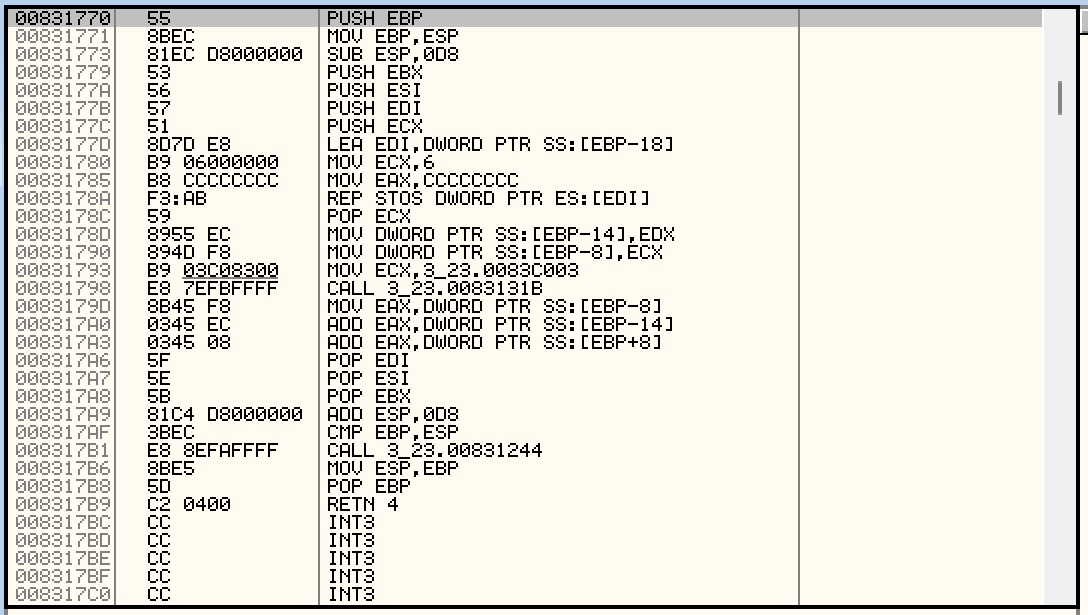 00831770 55 PUSH EBP
00831771 8BEC MOV EBP,ESP
00831773 81EC D8000000 SUB ESP,0D8
00831779 53 PUSH EBX
0083177A 56 PUSH ESI
0083177B 57 PUSH EDI
0083177C 51 PUSH ECX
0083177D 8D7D E8 LEA EDI,DWORD PTR SS:[EBP-18]
00831780 B9 06000000 MOV ECX,6
00831785 B8 CCCCCCCC MOV EAX,CCCCCCCC
0083178A F3:AB REP STOS DWORD PTR ES:[EDI]
0083178C 59 POP ECX
0083178D 8955 EC MOV DWORD PTR SS:[EBP-14],EDX
00831790 894D F8 MOV DWORD PTR SS:[EBP-8],ECX
00831793 B9 03C08300 MOV ECX,3_23.0083C003
00831798 E8 7EFBFFFF CALL 3_23.0083131B
0083179D 8B45 F8 MOV EAX,DWORD PTR SS:[EBP-8]
008317A0 0345 EC ADD EAX,DWORD PTR SS:[EBP-14]
008317A3 0345 08 ADD EAX,DWORD PTR SS:[EBP+8]
008317A6 5F POP EDI
008317A7 5E POP ESI
008317A8 5B POP EBX
008317A9 81C4 D8000000 ADD ESP,0D8
008317AF 3BEC CMP EBP,ESP
008317B1 E8 8EFAFFFF CALL 3_23.00831244
008317B6 8BE5 MOV ESP,EBP
008317B8 5D POP EBP
008317B9 C2 0400 RETN 4
008317BC CC INT3
008317BD CC INT3
008317BE CC INT3
008317BF CC INT3
008317C0 CC INT3